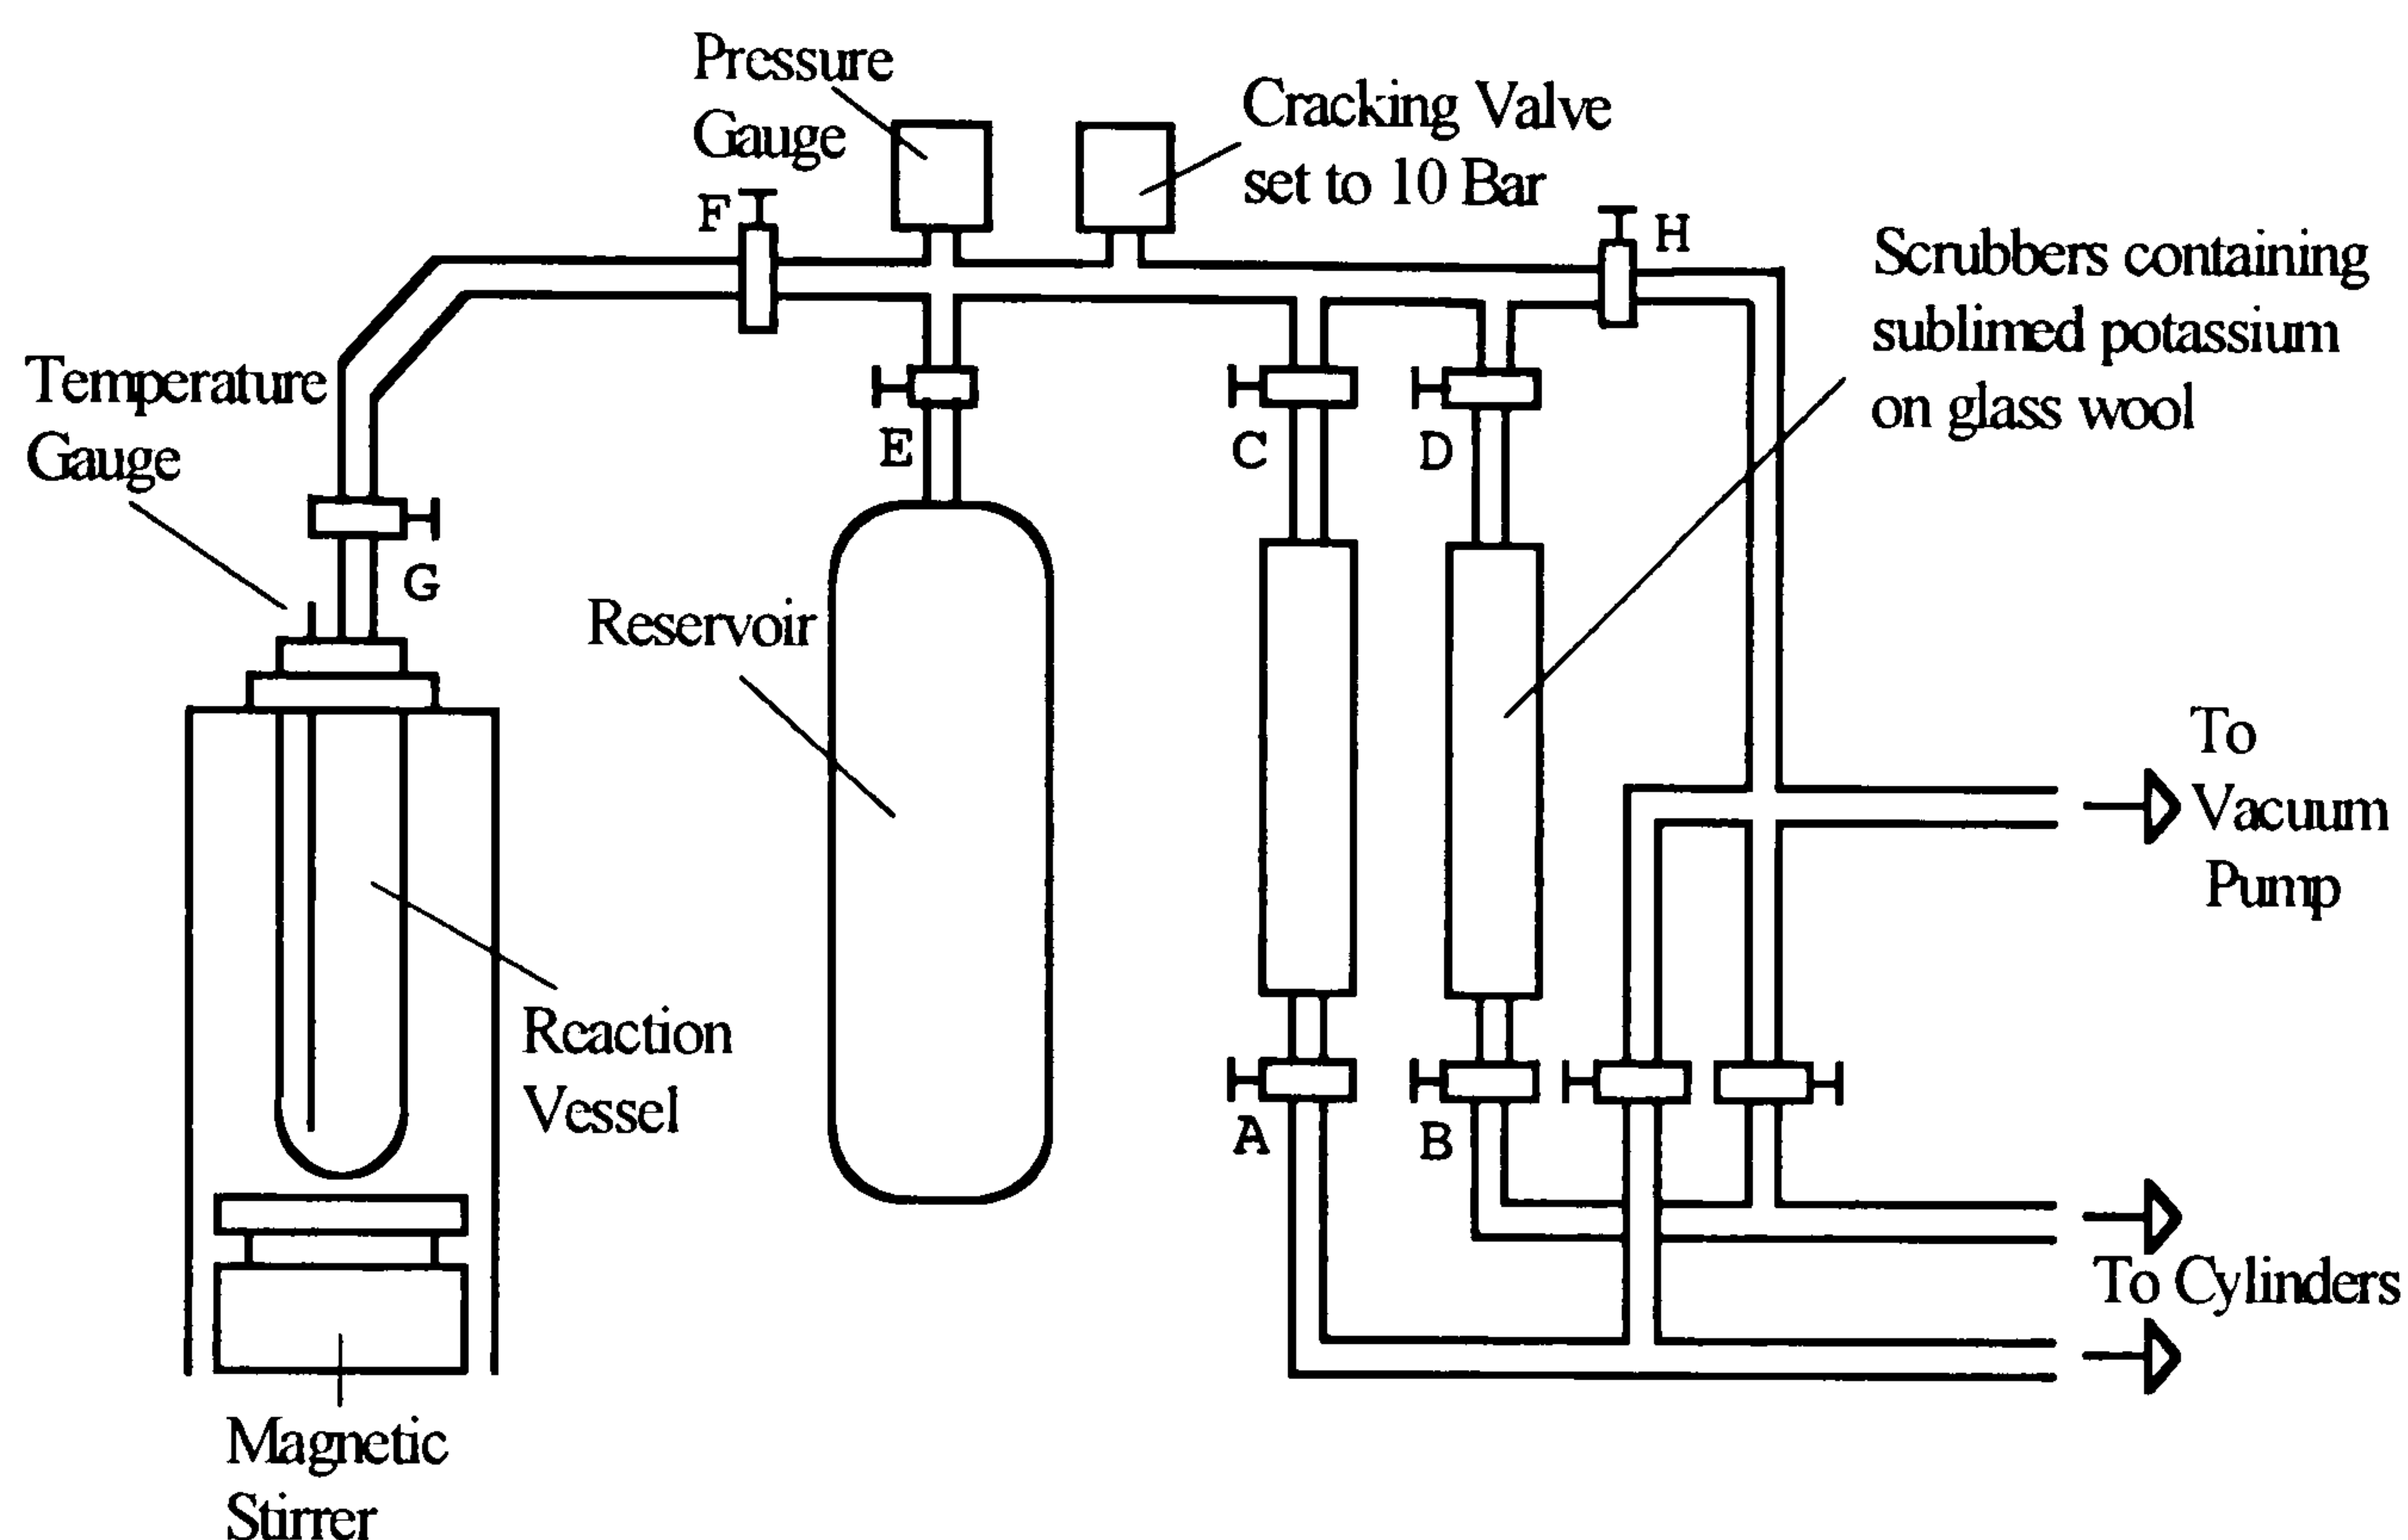 Pressure
Gauge
Cracking Valve
set to 10 Bar
F
H
Scrubbers containing
sublimed potassium
on glass wool
Temperature
Gauge
E
C
D
G
Reservoir
To
Vacuum
Pump
Reaction
Vessel
A
B
To Cylinders
Magnetic
Stirrer